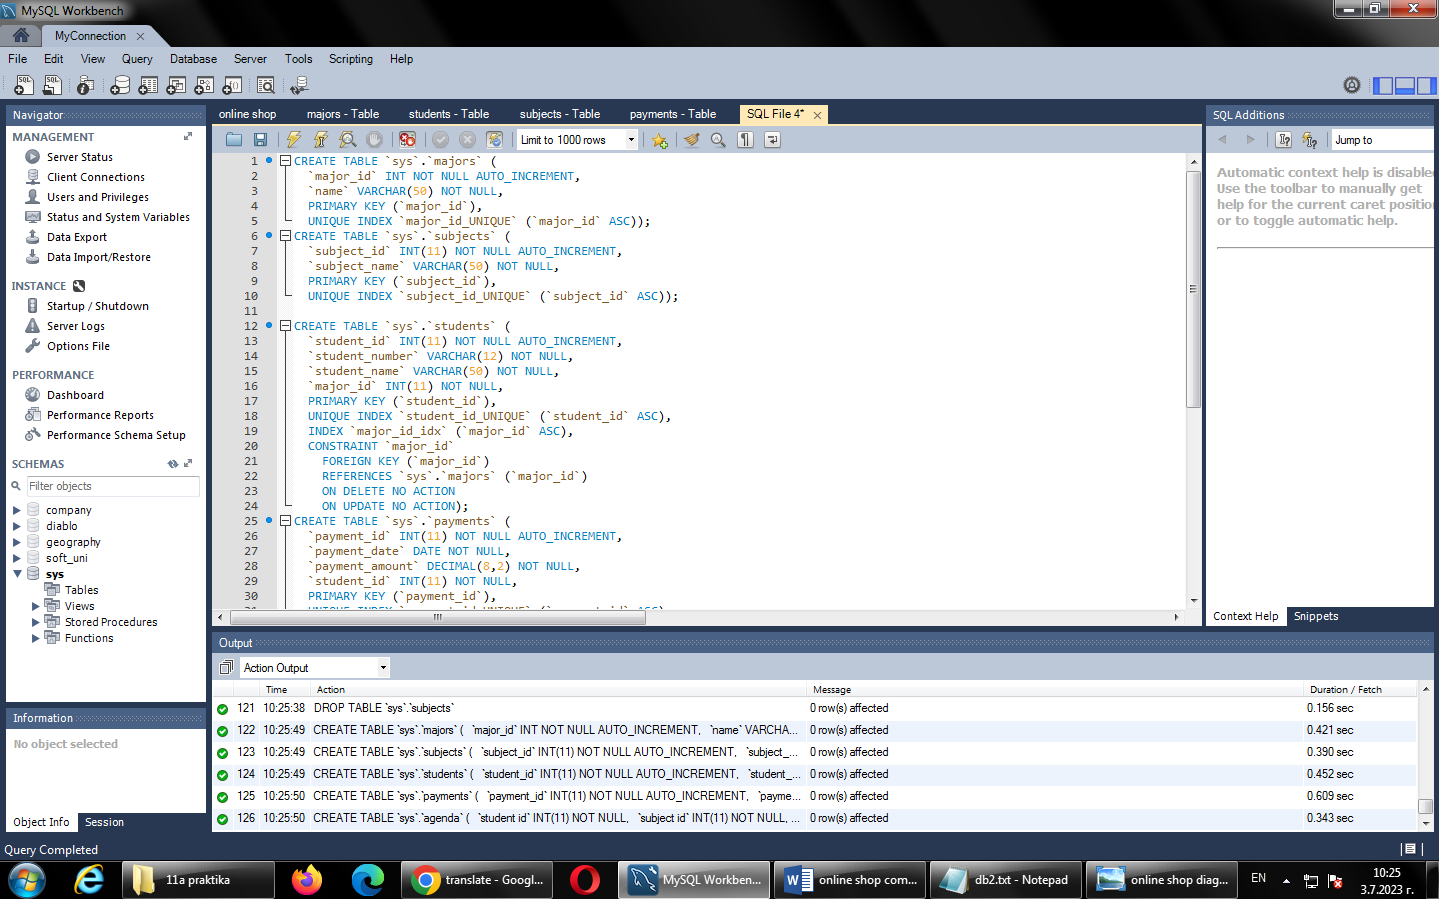 MySQL Workbench
MyConnection
File Edit View Query Database Server Tools Scripting Help
Navigator
MANAGEMENT
Server Status
Client Connections
Users and Privileges
Status and System Variables
Data Export
Data Import/Restore
INSTANCE
Startup / Shutdown
Server Logs
Options File
PERFORMANCE
Dashboard
Performance Reports
Performance Schema Setup
SCHEMAS
Filter objects
company
diablo
geography
soft_uni
sys
Tables
Views
Stored Procedures
Functions
Information
No object selected
Object Info Session
online shop majors - Table students - Table subjects - Table payments - Table SQL File 4*
Limit to 1000 rows
1 CREATE TABLE `sys`.`majors` (
2 `major_id` INT NOT NULL AUTO_INCREMENT,
3 `name` VARCHAR(50) NOT NULL,
4 PRIMARY KEY (`major_id`),
5 UNIQUE INDEX `major_id_UNIQUE` (`major_id` ASC));
6 CREATE TABLE `sys`.`subjects` (
7 `subject_id` INT(11) NOT NULL AUTO_INCREMENT,
8 `subject_name` VARCHAR(50) NOT NULL,
9 PRIMARY KEY (`subject_id`),
10 UNIQUE INDEX `subject_id_UNIQUE` (`subject_id` ASC));
11
12 CREATE TABLE `sys`.`students` (
13 `student_id` INT(11) NOT NULL AUTO_INCREMENT,
14 `student_number` VARCHAR(12) NOT NULL,
15 `student_name` VARCHAR(50) NOT NULL,
16 `major_id` INT(11) NOT NULL,
17 PRIMARY KEY (`student_id`),
18 UNIQUE INDEX `student_id_UNIQUE` (`student_id` ASC),
19 INDEX `major_id_idx` (`major_id` ASC),
20 CONSTRAINT `major_id`
21 FOREIGN KEY (`major_id`)
22 REFERENCES `sys`.`majors` (`major_id`)
23 ON DELETE NO ACTION
24 ON UPDATE NO ACTION);
25 CREATE TABLE `sys`.`payments` (
26 `payment_id` INT(11) NOT NULL AUTO_INCREMENT,
27 `payment_date` DATE NOT NULL,
28 `payment_amount` DECIMAL(8,2) NOT NULL,
29 `student_id` INT(11) NOT NULL,
30 PRIMARY KEY (`payment_id`),
SQL Additions
Jump to
Automatic context help is disabled
Use the toolbar to manually get
help for the current caret position
or to toggle automatic help.
Context Help Snippets
Output
Action Output
Time Action Message Duration / Fetch
121 10:25:38 DROP TABLE `sys`.`subjects` 0 row(s) affected 0.156 sec
122 10:25:49 CREATE TABLE `sys`.`majors` ( `major_id` INT NOT NULL AUTO_INCREMENT, `name` VARCHA... 0 row(s) affected 0.421 sec
123 10:25:49 CREATE TABLE `sys`.`subjects` ( `subject_id` INT(11) NOT NULL AUTO_INCREMENT, `subject_... 0 row(s) affected 0.390 sec
124 10:25:49 CREATE TABLE `sys`.`students` ( `student_id` INT(11) NOT NULL AUTO_INCREMENT, `student_... 0 row(s) affected 0.452 sec
125 10:25:50 CREATE TABLE `sys`.`payments` ( `payment_id` INT(11) NOT NULL AUTO_INCREMENT, `payme... 0 row(s) affected 0.609 sec
126 10:25:50 CREATE TABLE `sys`.`agenda` ( `student id` INT(11) NOT NULL, `subject id` INT(11) NOT NULL, ... 0 row(s) affected 0.343 sec
Query Completed
11a praktika
translate - Googl...
MySQL Workben...
online shop com...
db2.txt - Notepad
online shop diag...
EN
10:25
3.7.2023 г.